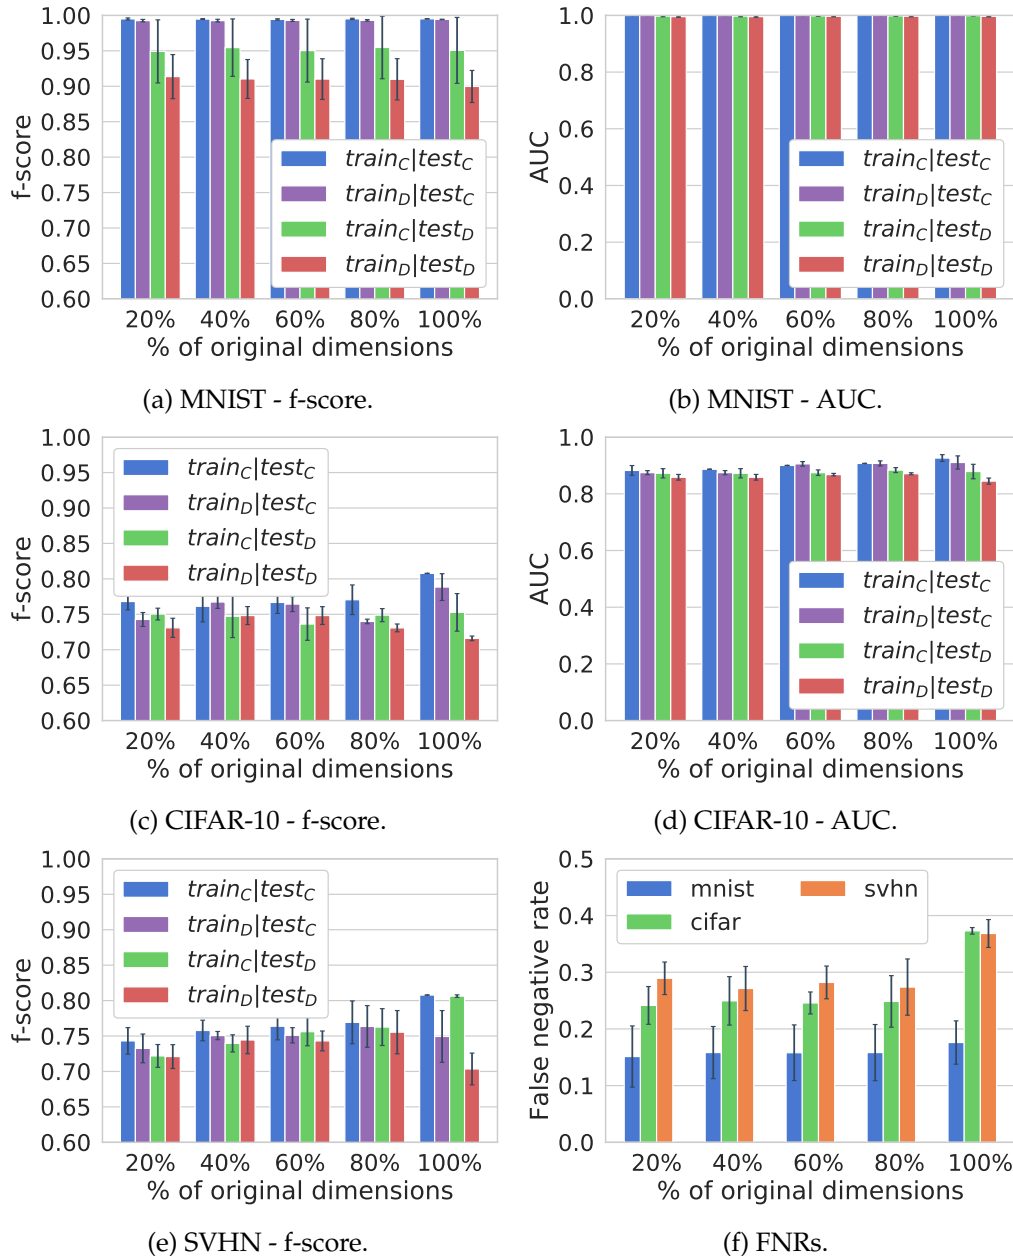 1.00
0.95
0.90
0.85
0.80
0.75
0.70
0.65
0.60
f-score
train_C|test_C
train_D|test_C
train_C|test_D
train_D|test_D
20% 40% 60% 80% 100%
% of original dimensions
(a) MNIST - f-score.
1.0
0.8
0.6
0.4
0.2
0.0
AUC
train_C|test_C
train_D|test_C
train_C|test_D
train_D|test_D
20% 40% 60% 80% 100%
% of original dimensions
(b) MNIST - AUC.
1.00
0.95
0.90
0.85
0.80
0.75
0.70
0.65
0.60
f-score
train_C|test_C
train_D|test_C
train_C|test_D
train_D|test_D
20% 40% 60% 80% 100%
% of original dimensions
(c) CIFAR-10 - f-score.
1.0
0.8
0.6
0.4
0.2
0.0
AUC
train_C|test_C
train_D|test_C
train_C|test_D
train_D|test_D
20% 40% 60% 80% 100%
% of original dimensions
(d) CIFAR-10 - AUC.
1.00
0.95
0.90
0.85
0.80
0.75
0.70
0.65
0.60
f-score
train_C|test_C
train_D|test_C
train_C|test_D
train_D|test_D
20% 40% 60% 80% 100%
% of original dimensions
(e) SVHN - f-score.
0.5
0.4
0.3
0.2
0.1
0.0
False negative rate
mnist svhn
cifar
20% 40% 60% 80% 100%
% of original dimensions
(f) FNRs.